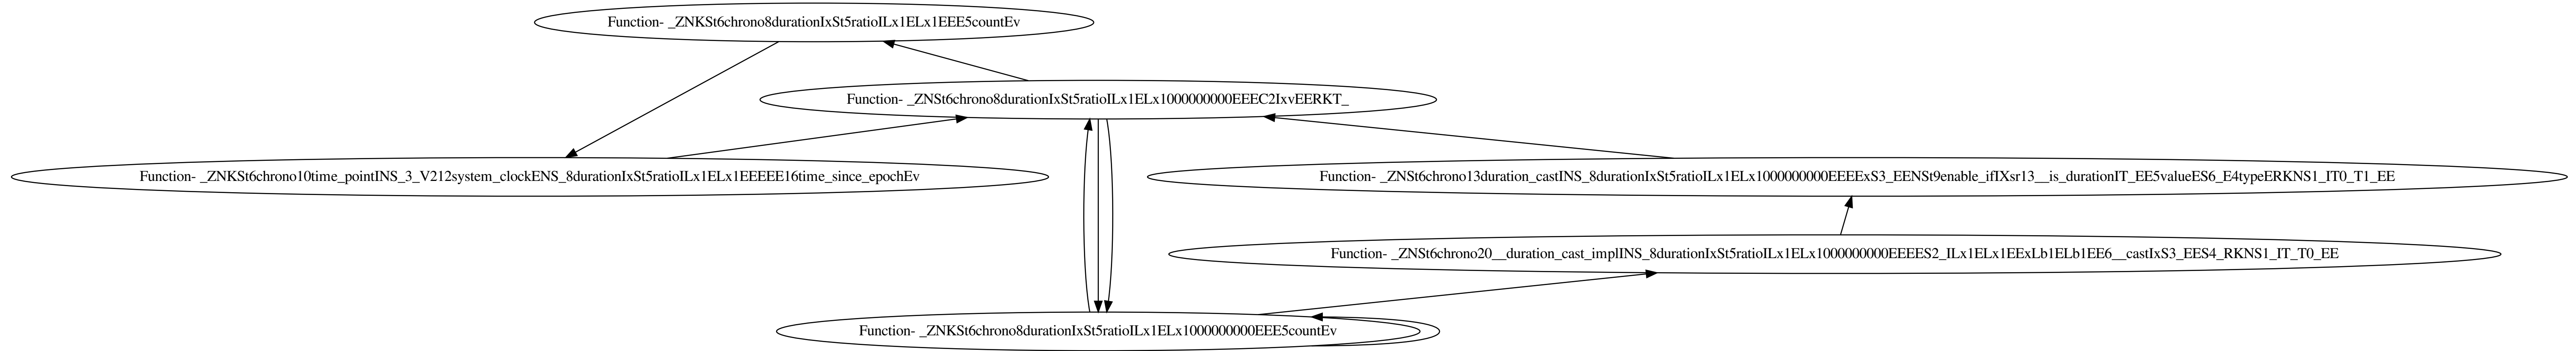 Function- _ZNKSt6chrono8durationIxSt5ratioILx1ELx1EEE5countEv
Function- _ZNSt6chrono8durationIxSt5ratioILx1ELx1000000000EEEC2IxvEERKT_
Function- _ZNKSt6chrono10time_pointINS_3_V212system_clockENS_8durationIxSt5ratioILx1ELx1EEEEE16time_since_epochEv
Function- _ZNSt6chrono13duration_castINS_8durationIxSt5ratioILx1ELx1000000000EEEExS3_EENSt9enable_ifIXsr13__is_durationIT_EE5valueES6_E4typeERKNS1_IT0_T1_EE
Function- _ZNSt6chrono20__duration_cast_implINS_8durationIxSt5ratioILx1ELx1000000000EEEES2_ILx1ELx1EExLb1ELb1EE6__castIxS3_EES4_RKNS1_IT_T0_EE
Function- _ZNKSt6chrono8durationIxSt5ratioILx1ELx1000000000EEE5countEv